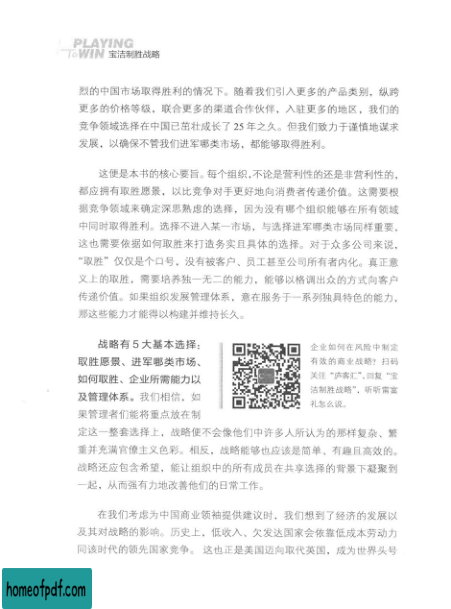 PLAYING
TO WIN 宝洁制胜战略
烈的中国市场取得胜利的情况下。随着我们引入更多的产品类别，纵跨
更多的价格等级，联合更多的渠道合作伙伴，入驻更多的地区，我们的
竞争领域选择在中国已茁壮成长了 25 年之久。但我们致力于谨慎地谋求
发展，以确保不管我们进军哪类市场，都能够取得胜利。
这便是本书的核心要旨。每个组织，不论是营利性的还是非营利性的，
都应拥有取胜愿景，以比竞争对手更好地向消费者传递价值。这需要根
据竞争领域来确定深思熟虑的选择，因为没有哪个组织能够在所有领域
中同时取得胜利。选择不进入某一市场，与选择进军哪类市场同样重要，
这也需要依据如何取胜来打造务实且具体的选择。对于众多公司来说，
“取胜”仅仅是个口号，没有被客户、员工甚至公司所有者内化。真正意
义上的取胜，需要培养独一无二的能力，能够以格调出众的方式向客户
传递价值。如果组织发展管理体系，意在服务于一系列独具特色的能力，
那这些能力才能得以构建并维持长久。
战略有 5 大基本选择：
取胜愿景、进军哪类市场、
如何取胜、企业所需能力以
及管理体系。我们相信，如
果管理者们能将重点放在制
企业如何在风险中制定
有效的商业战略？扫码
关注“庐客汇”，回复“宝
洁制胜战略”，听听雷富
礼怎么说。
定这一整套选择上，战略便不会像他们中许多人所认为的那样复杂、繁
重并充满官僚主义色彩。相反，战略能够也应该是简单、有趣且高效的。
战略还应包含希望，能让组织中的所有成员在共享选择的背景下凝聚到
一起，从而强有力地改善他们的日常工作。
在我们考虑为中国商业领袖提供建议时，我们想到了经济的发展以
及其对战略的影响。历史上，低收入、欠发达国家会依靠低成本劳动力
同该时代的领先国家竞争。 这也正是美国迈向取代英国，成为世界头号
homeofpdf.com